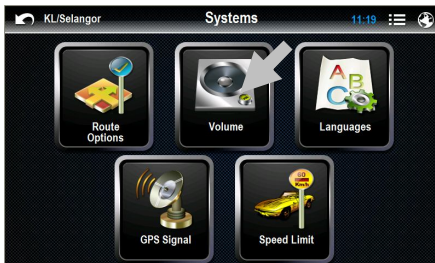 KL/Selangor Systems 11:19
Route
Options
Volume
A
B
C
Languages
GPS Signal
60
Km/h
Speed Limit